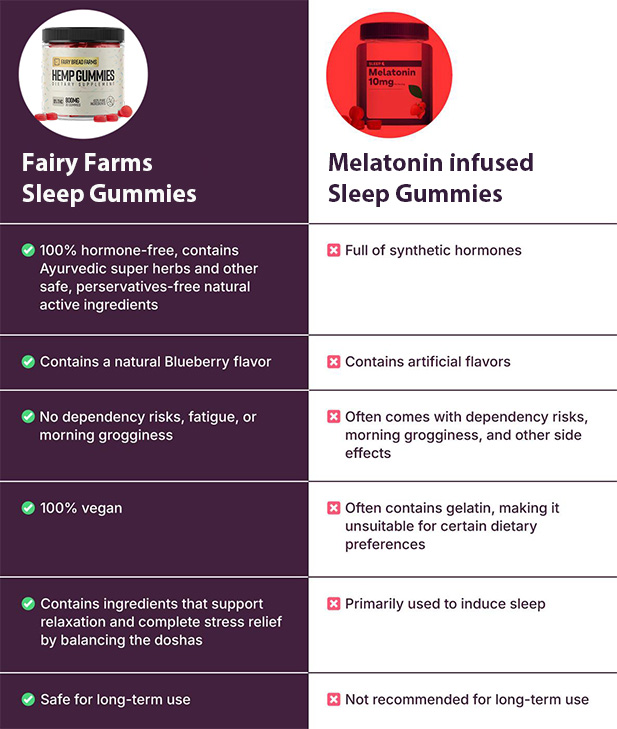 FAIRY BREAD FARMS
HEMP GUMMIES
DIETARY SUPPLEMENT
800MG
SLEEP
Melatonin
10mg
Fairy Farms
Sleep Gummies
Melatonin infused
Sleep Gummies
100% hormone-free, contains
Ayurvedic super herbs and other
safe, perservatives-free natural
active ingredients
Full of synthetic hormones
Contains a natural Blueberry flavor
Contains artificial flavors
No dependency risks, fatigue, or
morning grogginess
Often comes with dependency risks,
morning grogginess, and other side
effects
100% vegan
Often contains gelatin, making it
unsuitable for certain dietary
preferences
Contains ingredients that support
relaxation and complete stress relief
by balancing the doshas
Primarily used to induce sleep
Safe for long-term use
Not recommended for long-term use